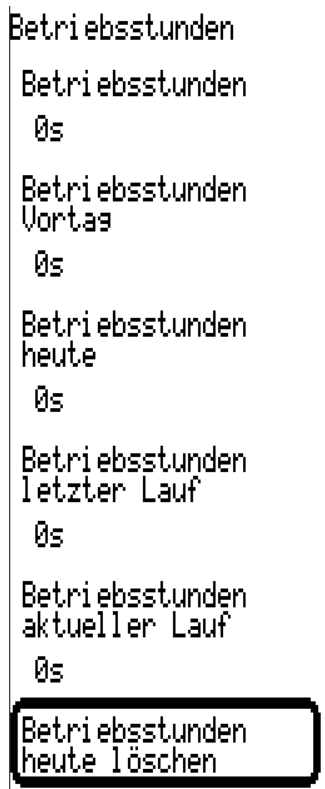 Betriebsstunden
Betriebsstunden
0s
Betriebsstunden
Vortag
0s
Betriebsstunden
heute
0s
Betriebsstunden
letzter Lauf
0s
Betriebsstunden
aktueller Lauf
0s
Betriebsstunden
heute löschen